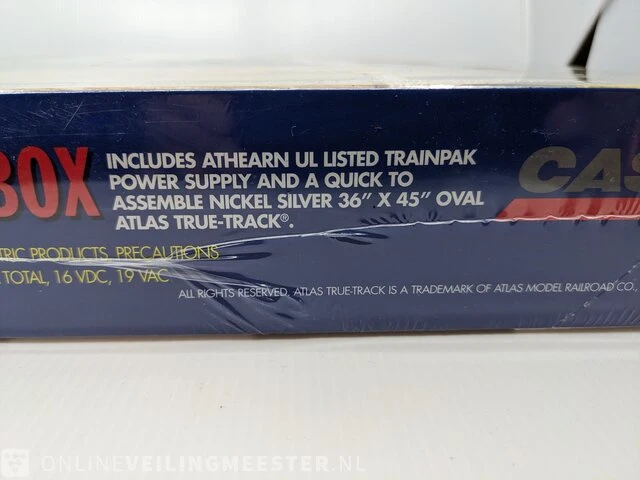 BOX
INCLUDES ATHEARN UL LISTED TRAINPAK
POWER SUPPLY AND A QUICK TO
ASSEMBLE NICKEL SILVER 36" X 45" OVAL
ATLAS TRUE-TRACK®.
CAS
TRIC PRODUCTS, PRECAUTIONS
TOTAL, 16 VDC, 19 VAC
ALL RIGHTS RESERVED. ATLAS TRUE-TRACK IS A TRADEMARK OF ATLAS MODEL RAILROAD CO.,
ONLINEVEILINGMEESTER.NL